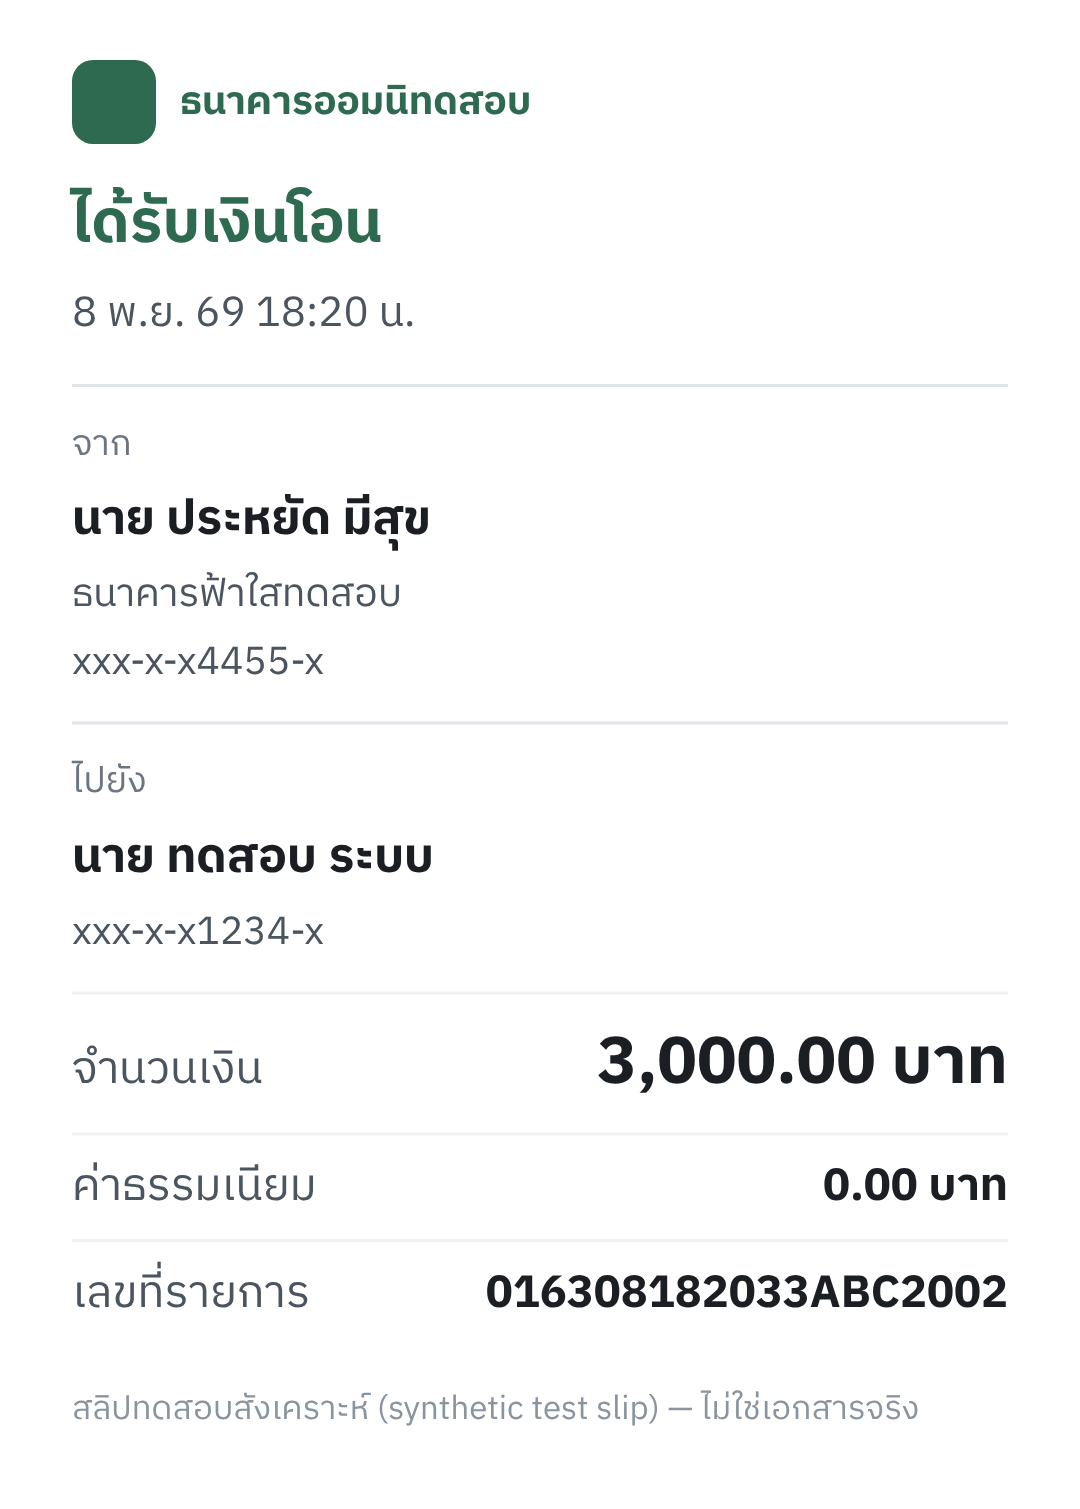 ธนาคารออมนิทดสอบ
ได้รับเงินโอน
8 พ.ย. 69 18:20 น.
จาก
นาย ประหยัด มีสุข
ธนาคารฟ้าใสทดสอบ
xxx-x-x4455-x
ไปยัง
นาย ทดสอบ ระบบ
xxx-x-x1234-x
จำนวนเงิน 3,000.00 บาท
ค่าธรรมเนียม 0.00 บาท
เลขที่รายการ 016308182033ABC2002
สลิปทดสอบสังเคราะห์ (synthetic test slip) — ไม่ใช่เอกสารจริง